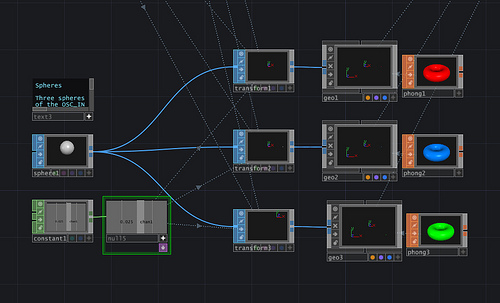 Spheres
Three spheres
of the OSC_IN
text3
sphere1
constant1
0.025 chan1
null5
transform1
transform2
transform3
geo1
geo2
geo3
phong1
phong2
phong3